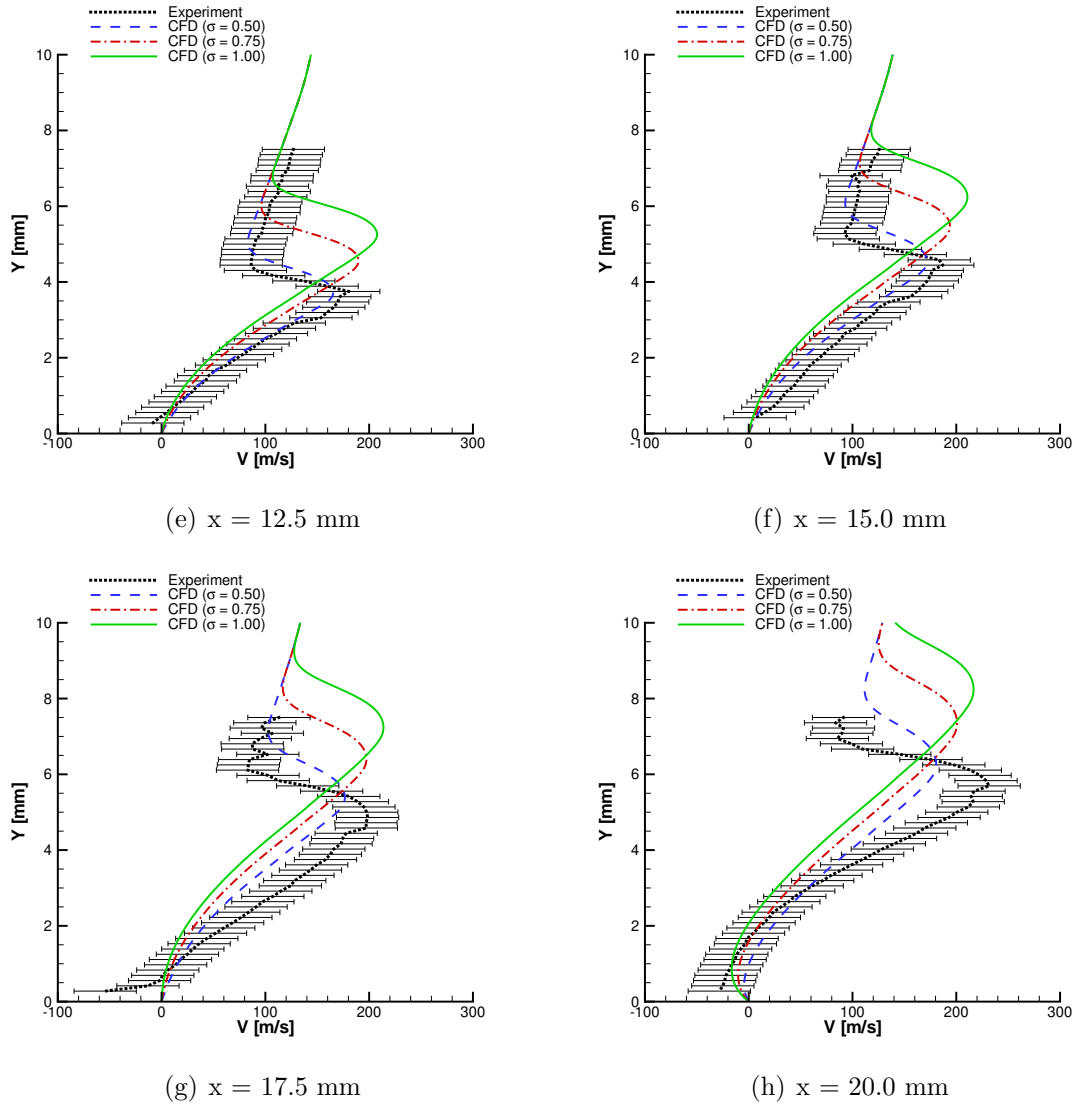 Experiment
CFD (σ = 0.50)
CFD (σ = 0.75)
CFD (σ = 1.00)
Y [mm]
10
8
6
4
2
0
-100 0 100 200 300
V [m/s]
(e) x = 12.5 mm
Experiment
CFD (σ = 0.50)
CFD (σ = 0.75)
CFD (σ = 1.00)
Y [mm]
10
8
6
4
2
0
-100 0 100 200 300
V [m/s]
(f) x = 15.0 mm
Experiment
CFD (σ = 0.50)
CFD (σ = 0.75)
CFD (σ = 1.00)
Y [mm]
10
8
6
4
2
0
-100 0 100 200 300
V [m/s]
(g) x = 17.5 mm
Experiment
CFD (σ = 0.50)
CFD (σ = 0.75)
CFD (σ = 1.00)
Y [mm]
10
8
6
4
2
0
-100 0 100 200 300
V [m/s]
(h) x = 20.0 mm